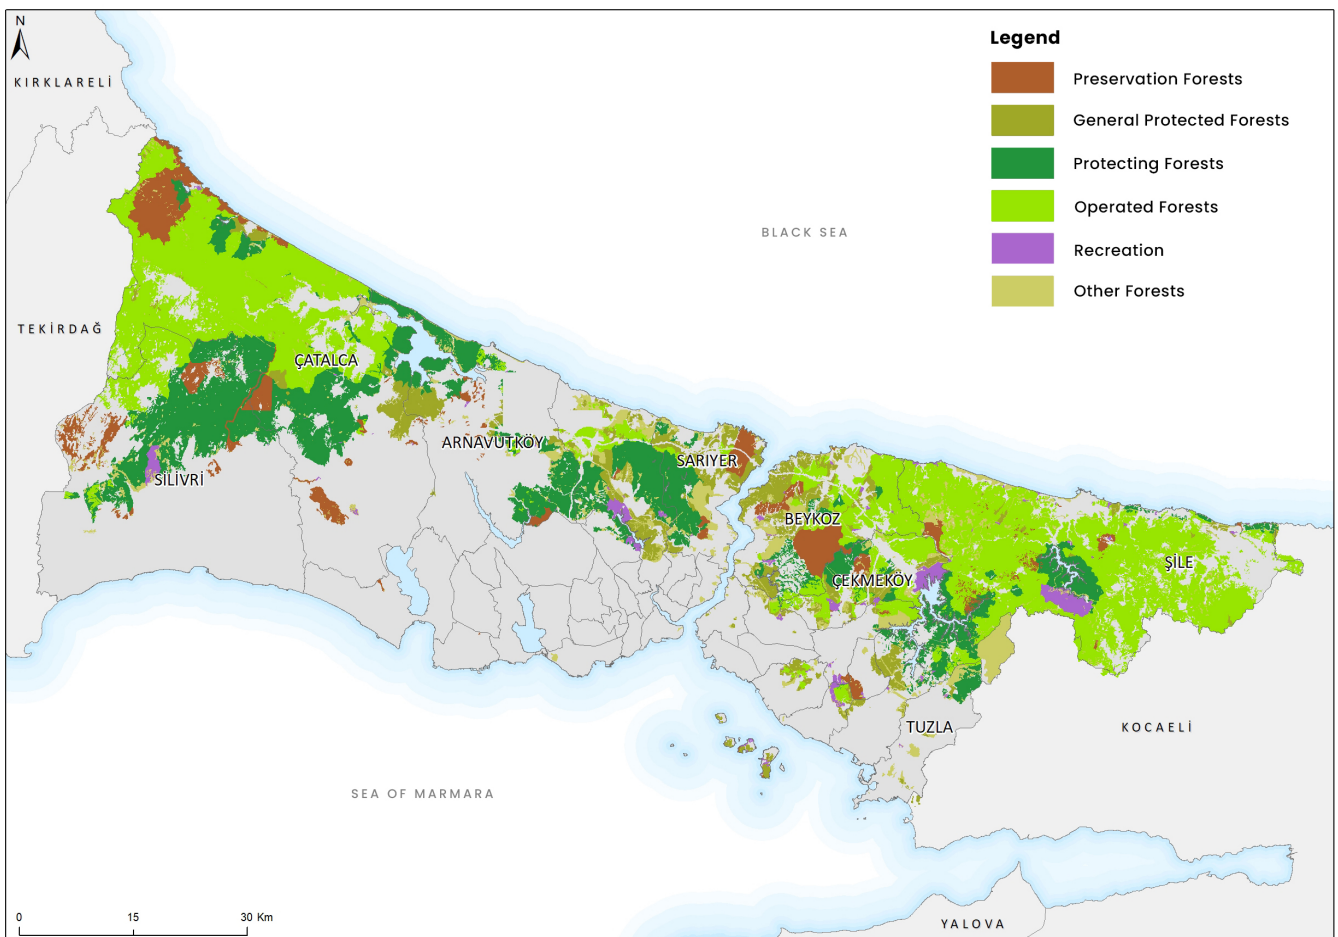 N
KIRKLARELİ
Legend
Preservation Forests
General Protected Forests
Protecting Forests
Operated Forests
Recreation
Other Forests
BLACK SEA
TEKİRDAĞ
ÇATALCA
ARNAVUTKÖY
SARIYER
SİLİVRİ
BEYKOZ
ÇEKMEKÖY
ŞİLE
TUZLA
KOCAELİ
SEA OF MARMARA
YALOVA
0 15 30 Km